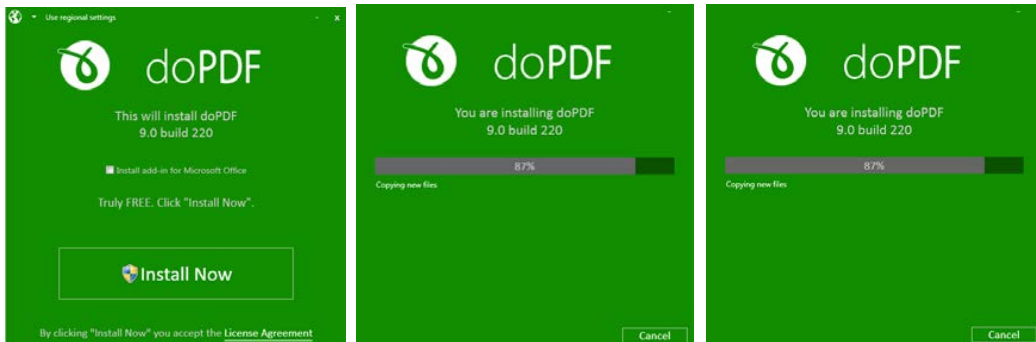 Use regional settings
doPDF
This will install doPDF
9.0 build 220
Install add-in for Microsoft Office
Truly FREE. Click "Install Now".
Install Now
By clicking "Install Now" you accept the License Agreement
doPDF
You are installing doPDF
9.0 build 220
87%
Copying new files
Cancel
doPDF
You are installing doPDF
9.0 build 220
87%
Copying new files
Cancel